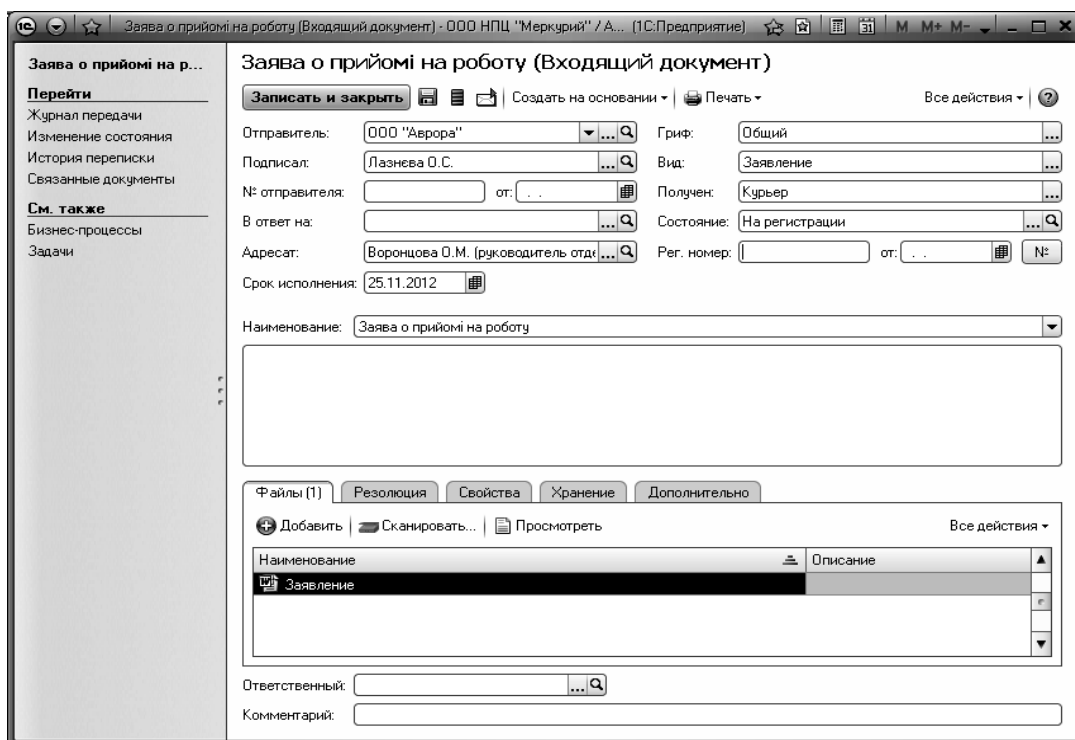 1С Заява о прийомі на роботу (Входящий документ) - ООО НПЦ "Меркурий" / А... (1С:Предприятие) 31 M M+ M-
Заява о прийомі на р...
Перейти
Журнал передачи
Изменение состояния
История переписки
Связанные документы
См. также
Бизнес-процессы
Задачи
Заява о прийомі на роботу (Входящий документ)
Записать и закрыть Создать на основании Печать Все действия ?
Отправитель: ООО "Аврора" ... Гриф: Общий ...
Подписал: Лазнєва О.С. ... Вид: Заявление ...
№ отправителя: от: . . Получен: Курьер ...
В ответ на: ... Состояние: На регистрации ...
Адресат: Воронцова О.М. (руководитель отде ... Рег. номер: от: . . №
Срок исполнения: 25.11.2012
Наименование: Заява о прийомі на роботу
Файлы (1) Резолюция Свойства Хранение Дополнительно
Добавить Сканировать... Просмотреть Все действия
Наименование Описание
Заявление
Ответственный: ...
Комментарий: